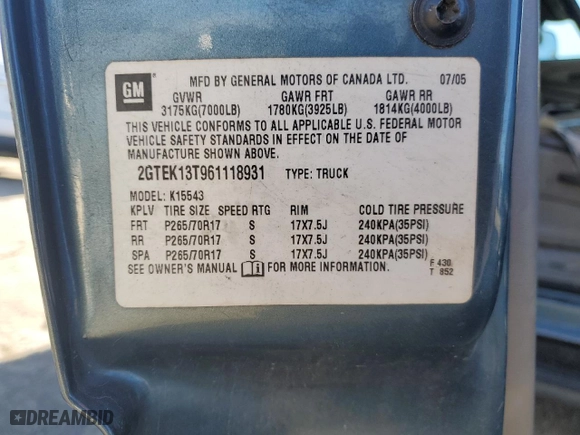 GM
MFD BY GENERAL MOTORS OF CANADA LTD. 07/05
GVWR GAWR FRT GAWR RR
3175KG(7000LB) 1780KG(3925LB) 1814KG(4000LB)
THIS VEHICLE CONFORMS TO ALL APPLICABLE U.S. FEDERAL MOTOR
VEHICLE SAFETY STANDARDS IN EFFECT ON THE DATE OF
MANUFACTURE SHOWN ABOVE.
2GTEK13T961118931 TYPE: TRUCK
MODEL: K15543
KPLV TIRE SIZE SPEED RTG RIM COLD TIRE PRESSURE
FRT P265/70R17 S 17X7.5J 240KPA(35PSI)
RR P265/70R17 S 17X7.5J 240KPA(35PSI)
SPA P265/70R17 S 17X7.5J 240KPA(35PSI)
SEE OWNER'S MANUAL FOR MORE INFORMATION.
F 430
T 852
DREAMBID